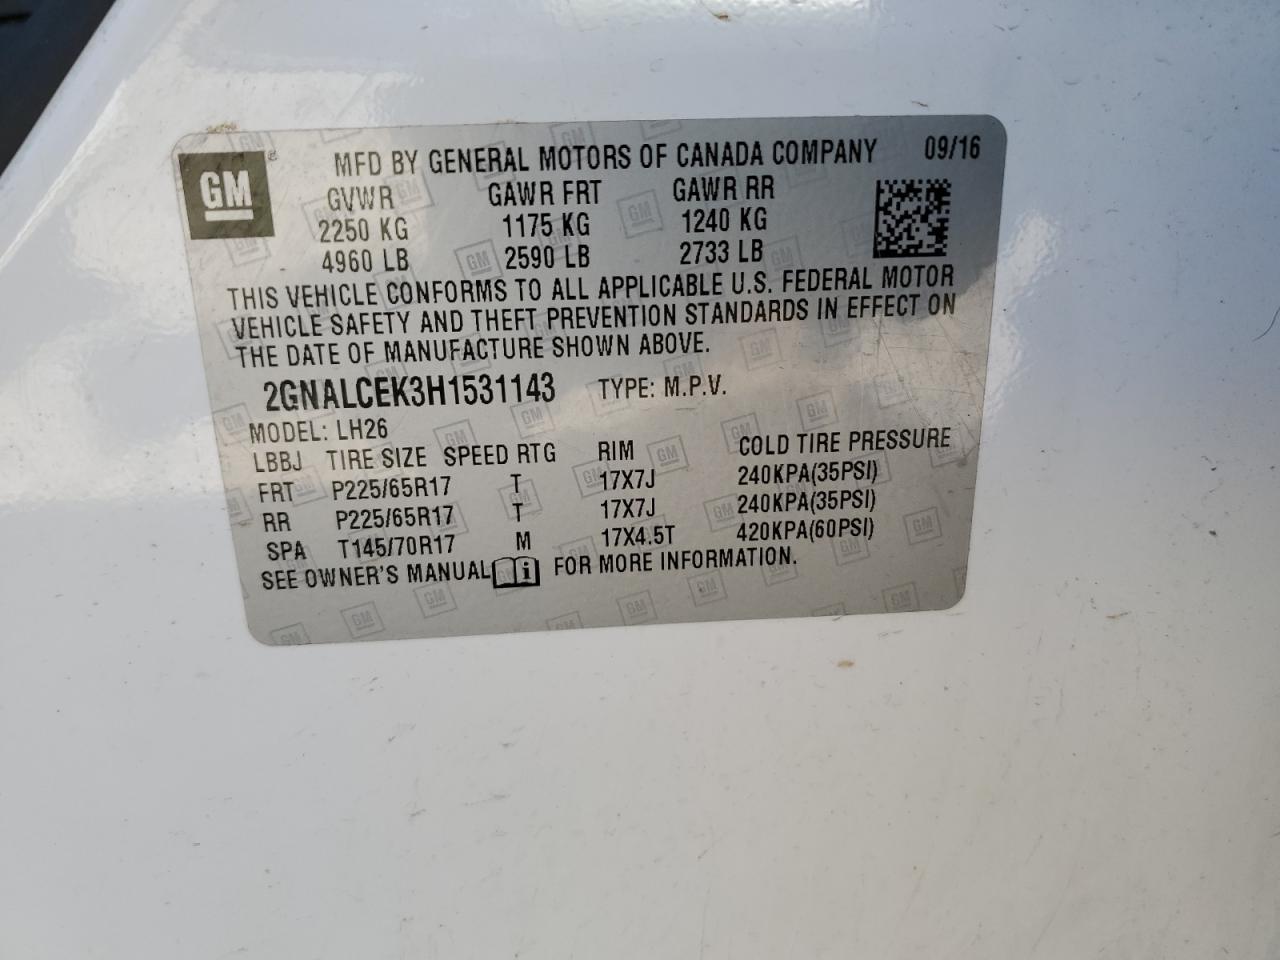 GM ® MFD BY GENERAL MOTORS OF CANADA COMPANY 09/16
GVWR GAWR FRT GAWR RR
2250 KG 1175 KG 1240 KG
4960 LB 2590 LB 2733 LB
THIS VEHICLE CONFORMS TO ALL APPLICABLE U.S. FEDERAL MOTOR
VEHICLE SAFETY AND THEFT PREVENTION STANDARDS IN EFFECT ON
THE DATE OF MANUFACTURE SHOWN ABOVE.
2GNALCEK3H1531143 TYPE: M.P.V.
MODEL: LH26
LBBJ TIRE SIZE SPEED RTG RIM COLD TIRE PRESSURE
FRT P225/65R17 T 17X7J 240KPA(35PSI)
RR P225/65R17 T 17X7J 240KPA(35PSI)
SPA T145/70R17 M 17X4.5T 420KPA(60PSI)
SEE OWNER'S MANUAL i FOR MORE INFORMATION.